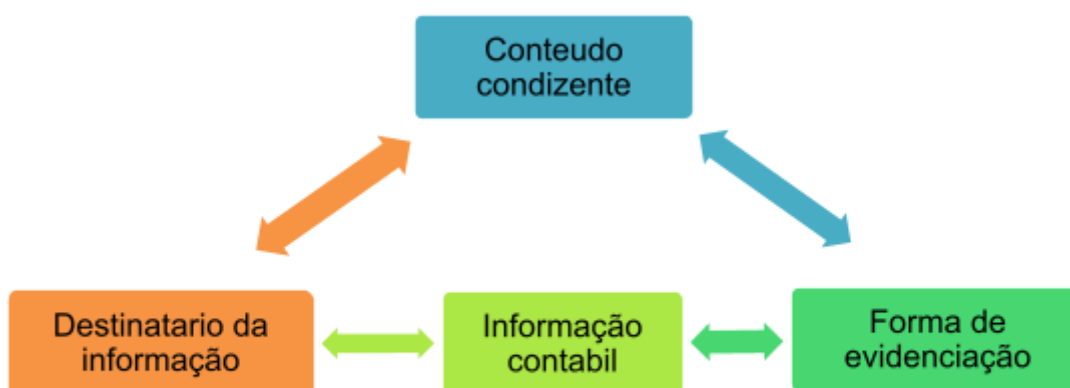 Conteudo
condizente
Destinatario da
informação
Informação
contabil
Forma de
evidenciação